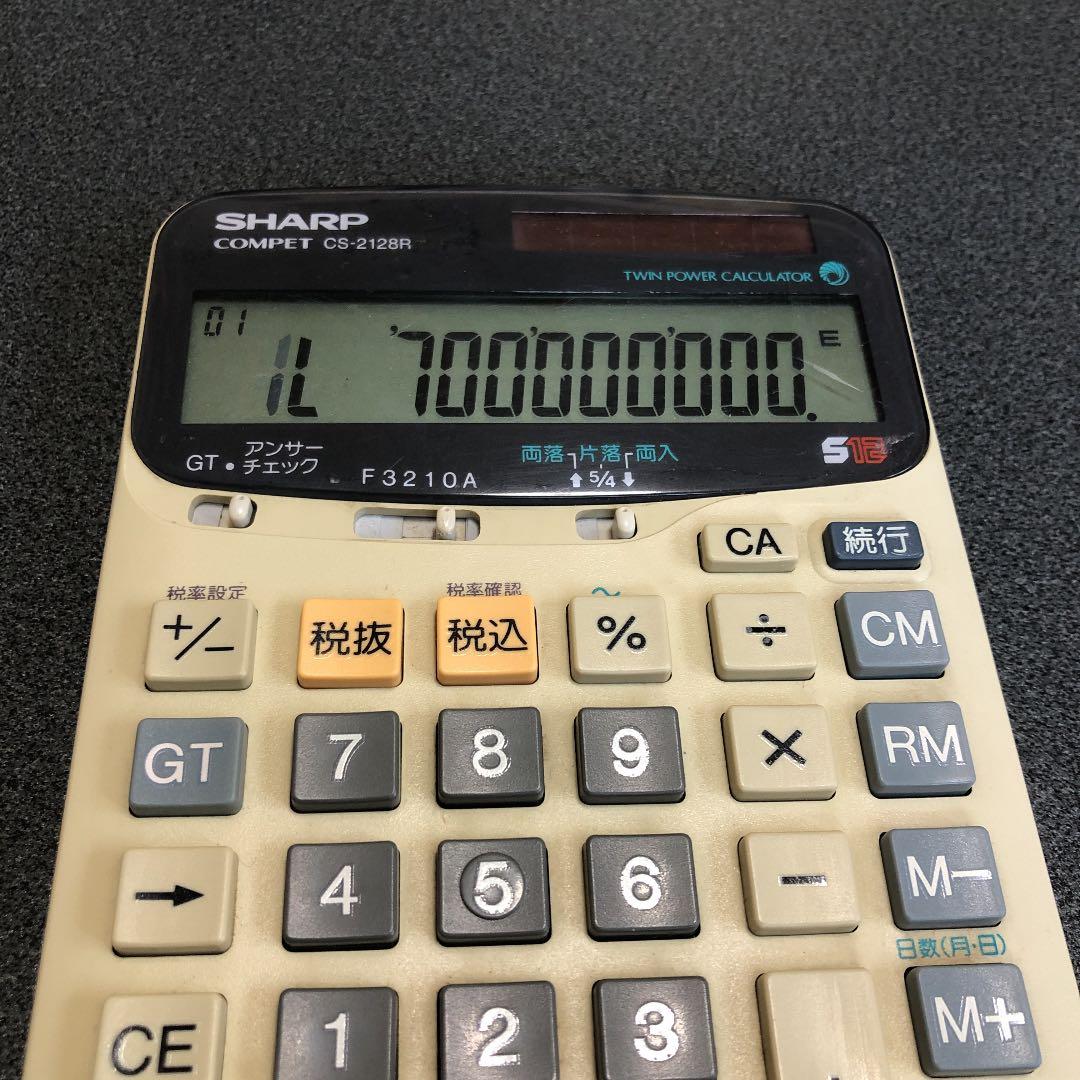 SHARP
COMPET CS-2128R
TWIN POWER CALCULATOR
01
700'000'000. E
アンサー
GT・チェック
F3210A
両落 片落 両入
5/4
S12
CA 続行
税率設定 税率確認 ~
+/− 税抜 税込 % ÷ CM
GT 7 8 9 × RM
→ 4 5 6 − M−
日数(月・日)
CE 1 2 3 M+